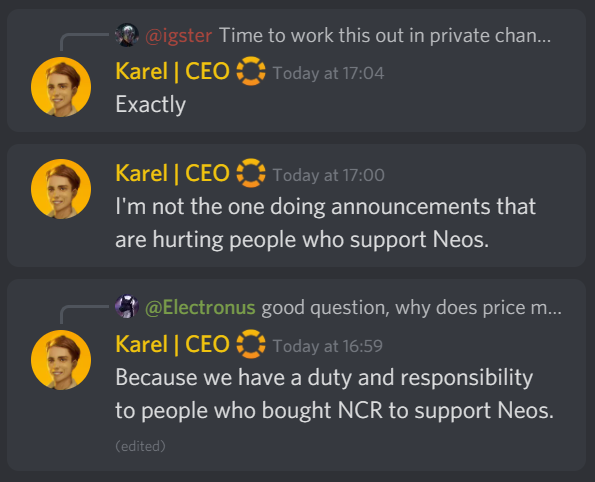 @igster Time to work this out in private chan...
Karel | CEO Today at 17:04
Exactly
Karel | CEO Today at 17:00
I'm not the one doing announcements that
are hurting people who support Neos.
@Electronus good question, why does price m...
Karel | CEO Today at 16:59
Because we have a duty and responsibility
to people who bought NCR to support Neos.
(edited)